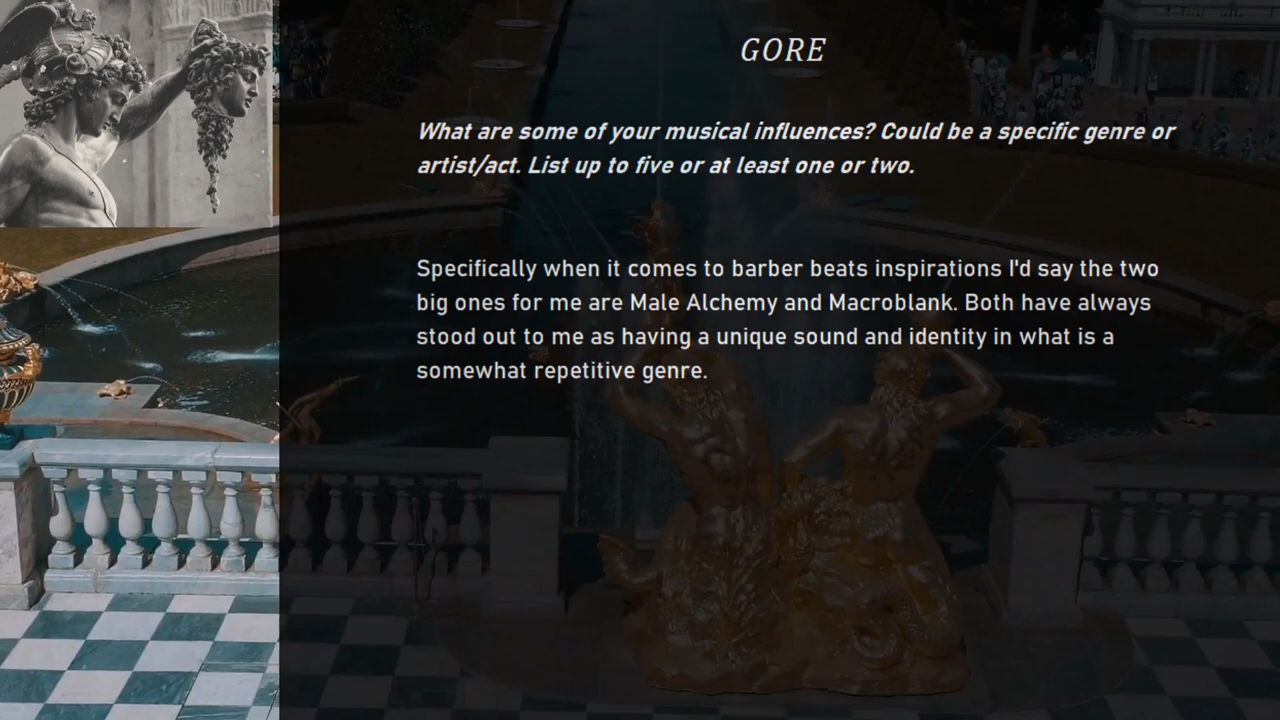 GORE
What are some of your musical influences? Could be a specific genre or
artist/act. List up to five or at least one or two.
Specifically when it comes to barber beats inspirations I'd say the two
big ones for me are Male Alchemy and Macroblank. Both have always
stood out to me as having a unique sound and identity in what is a
somewhat repetitive genre.